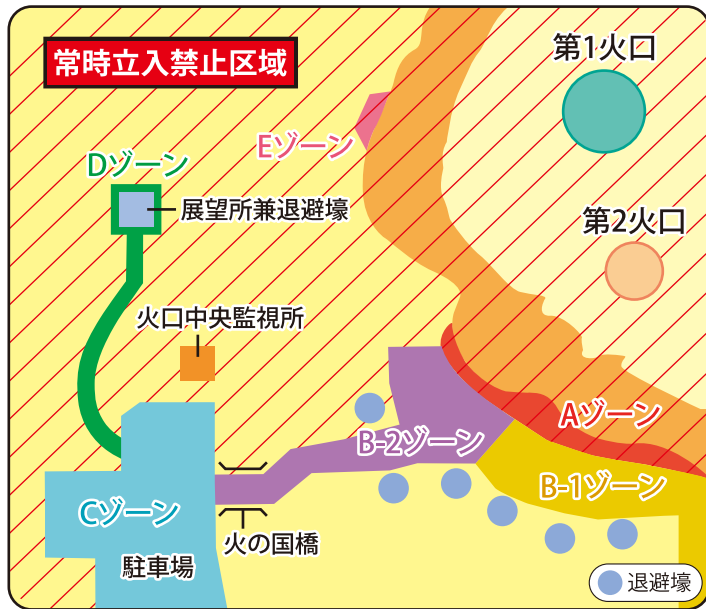 常時立入禁止区域
第1火口
Eゾーン
Dゾーン
展望所兼退避壕
第2火口
火口中央監視所
Aゾーン
B-2ゾーン
B-1ゾーン
Cゾーン
火の国橋
駐車場
退避壕